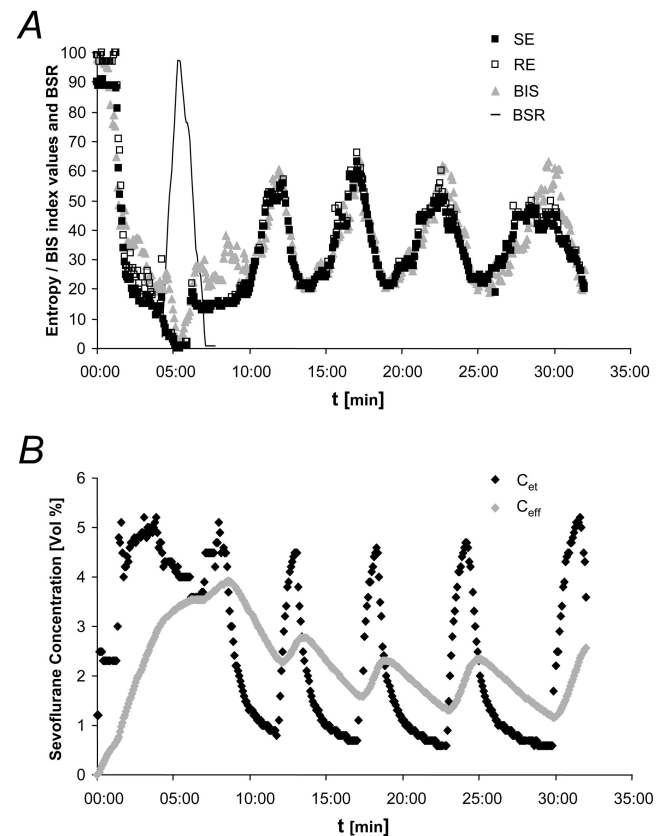 A
SE
RE
BIS
BSR
Entropy / BIS index values and BSR
100
90
80
70
60
50
40
30
20
10
0
00:00 05:00 10:00 15:00 20:00 25:00 30:00 35:00
t [min]
B
C_et
C_eff
Sevoflurane Concentration [Vol %]
6
5
4
3
2
1
0
00:00 05:00 10:00 15:00 20:00 25:00 30:00 35:00
t [min]